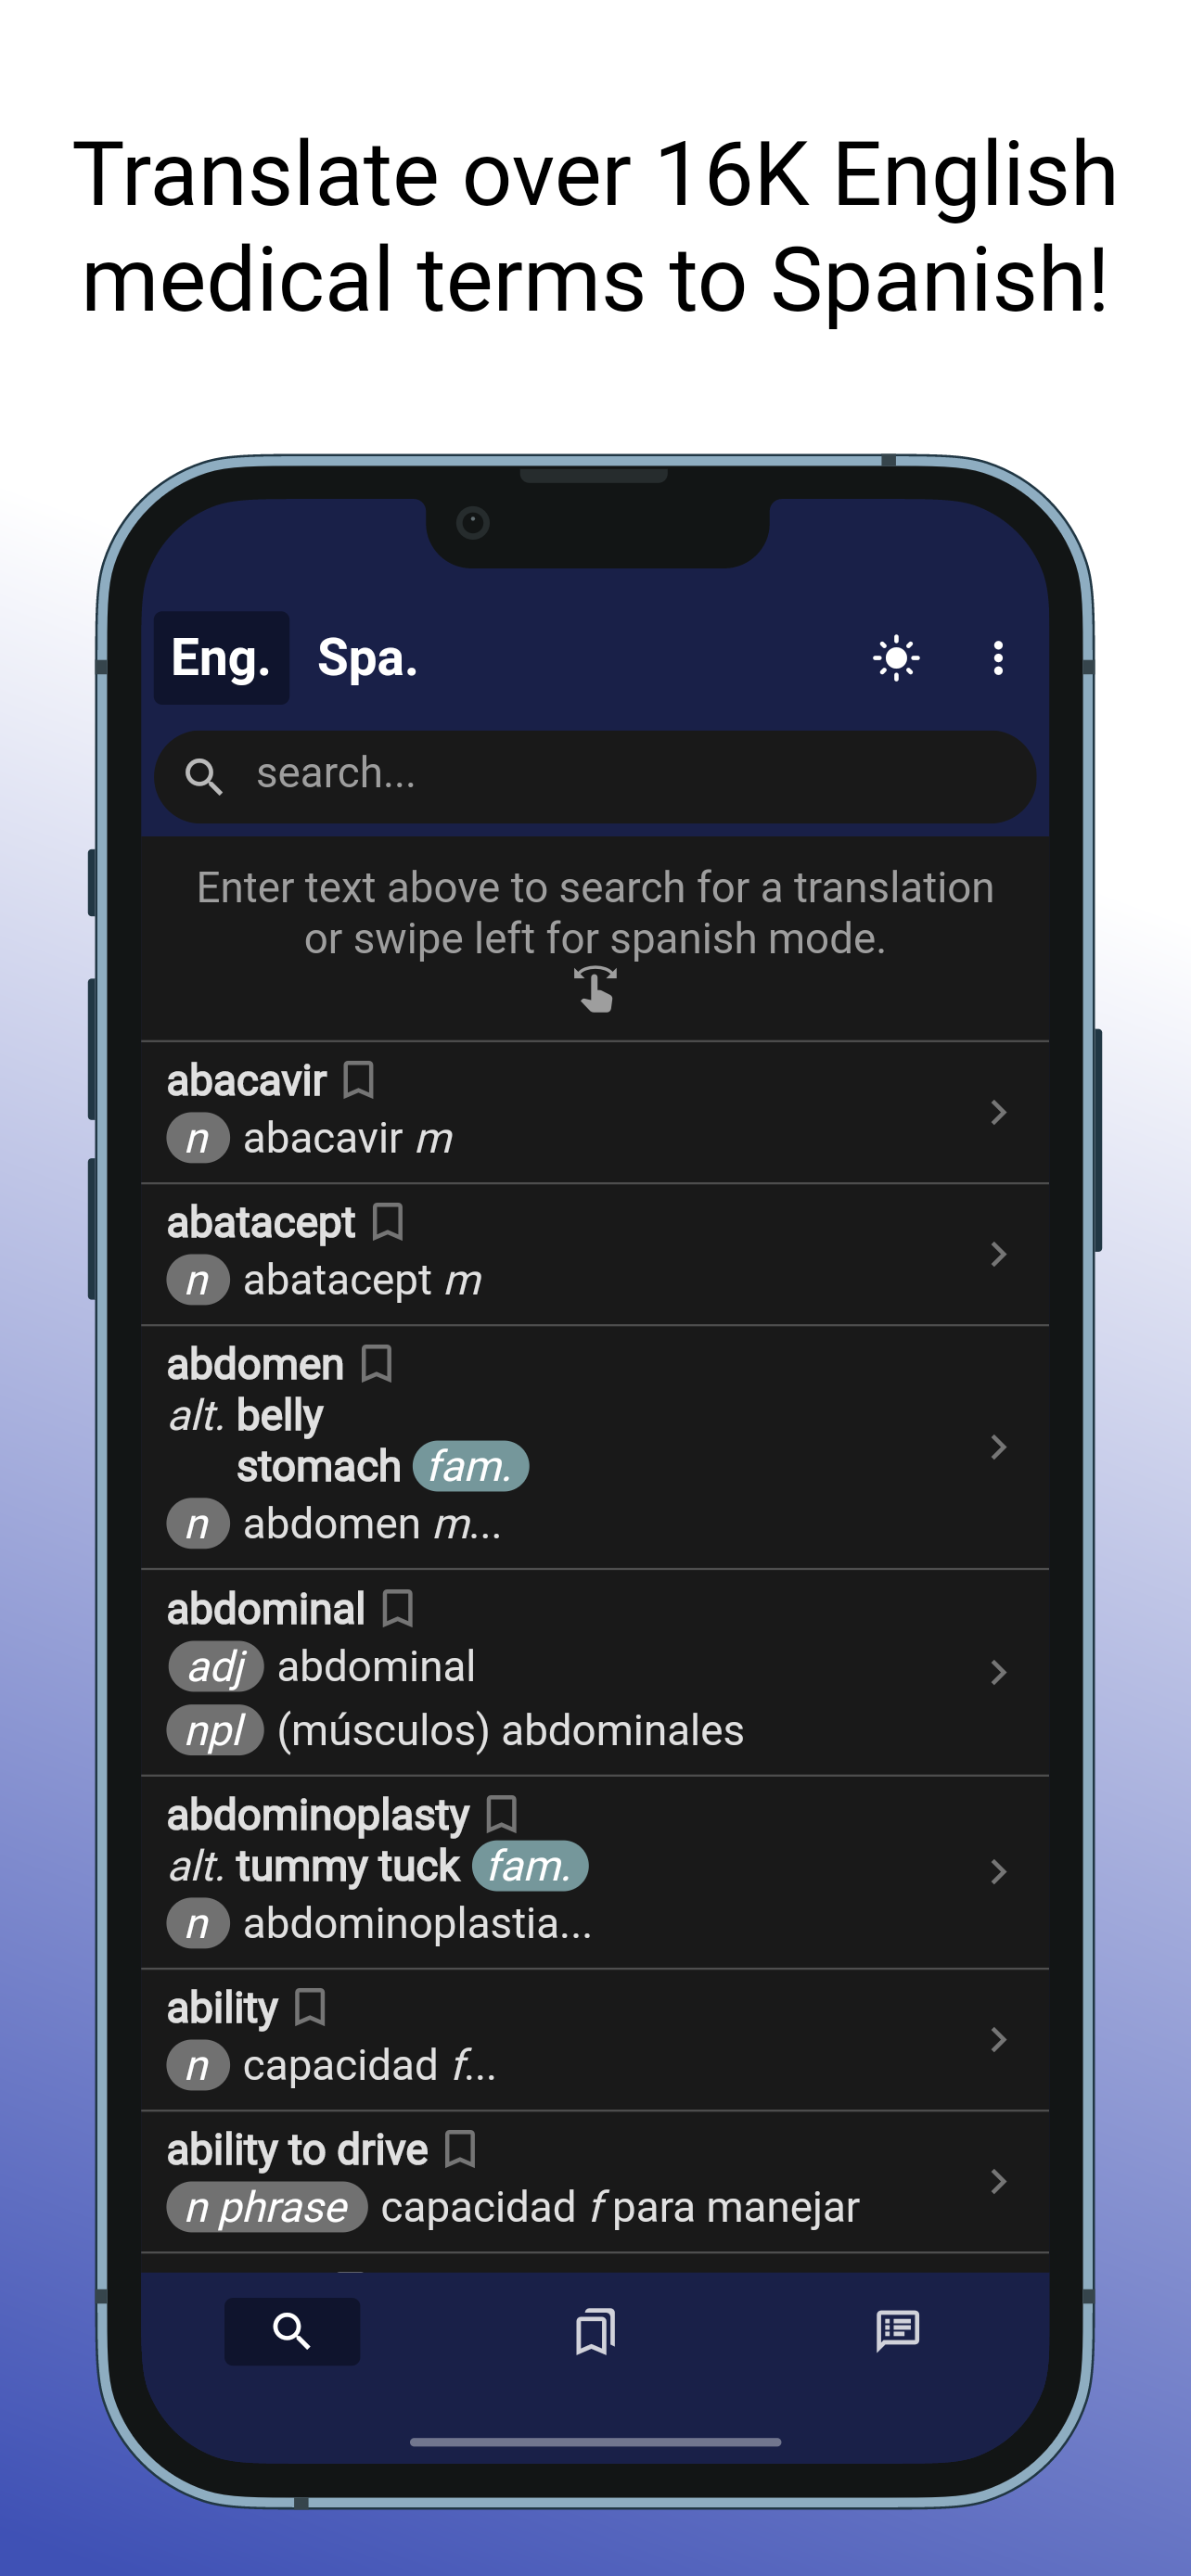 Translate over 16K English
medical terms to Spanish!
Eng. Spa.
search...
Enter text above to search for a translation
or swipe left for spanish mode.
abacavir
n abacavir m
abatacept
n abatacept m
abdomen
alt. belly
stomach fam.
n abdomen m...
abdominal
adj abdominal
npl (músculos) abdominales
abdominoplasty
alt. tummy tuck fam.
n abdominoplastia...
ability
n capacidad f...
ability to drive
n phrase capacidad f para manejar